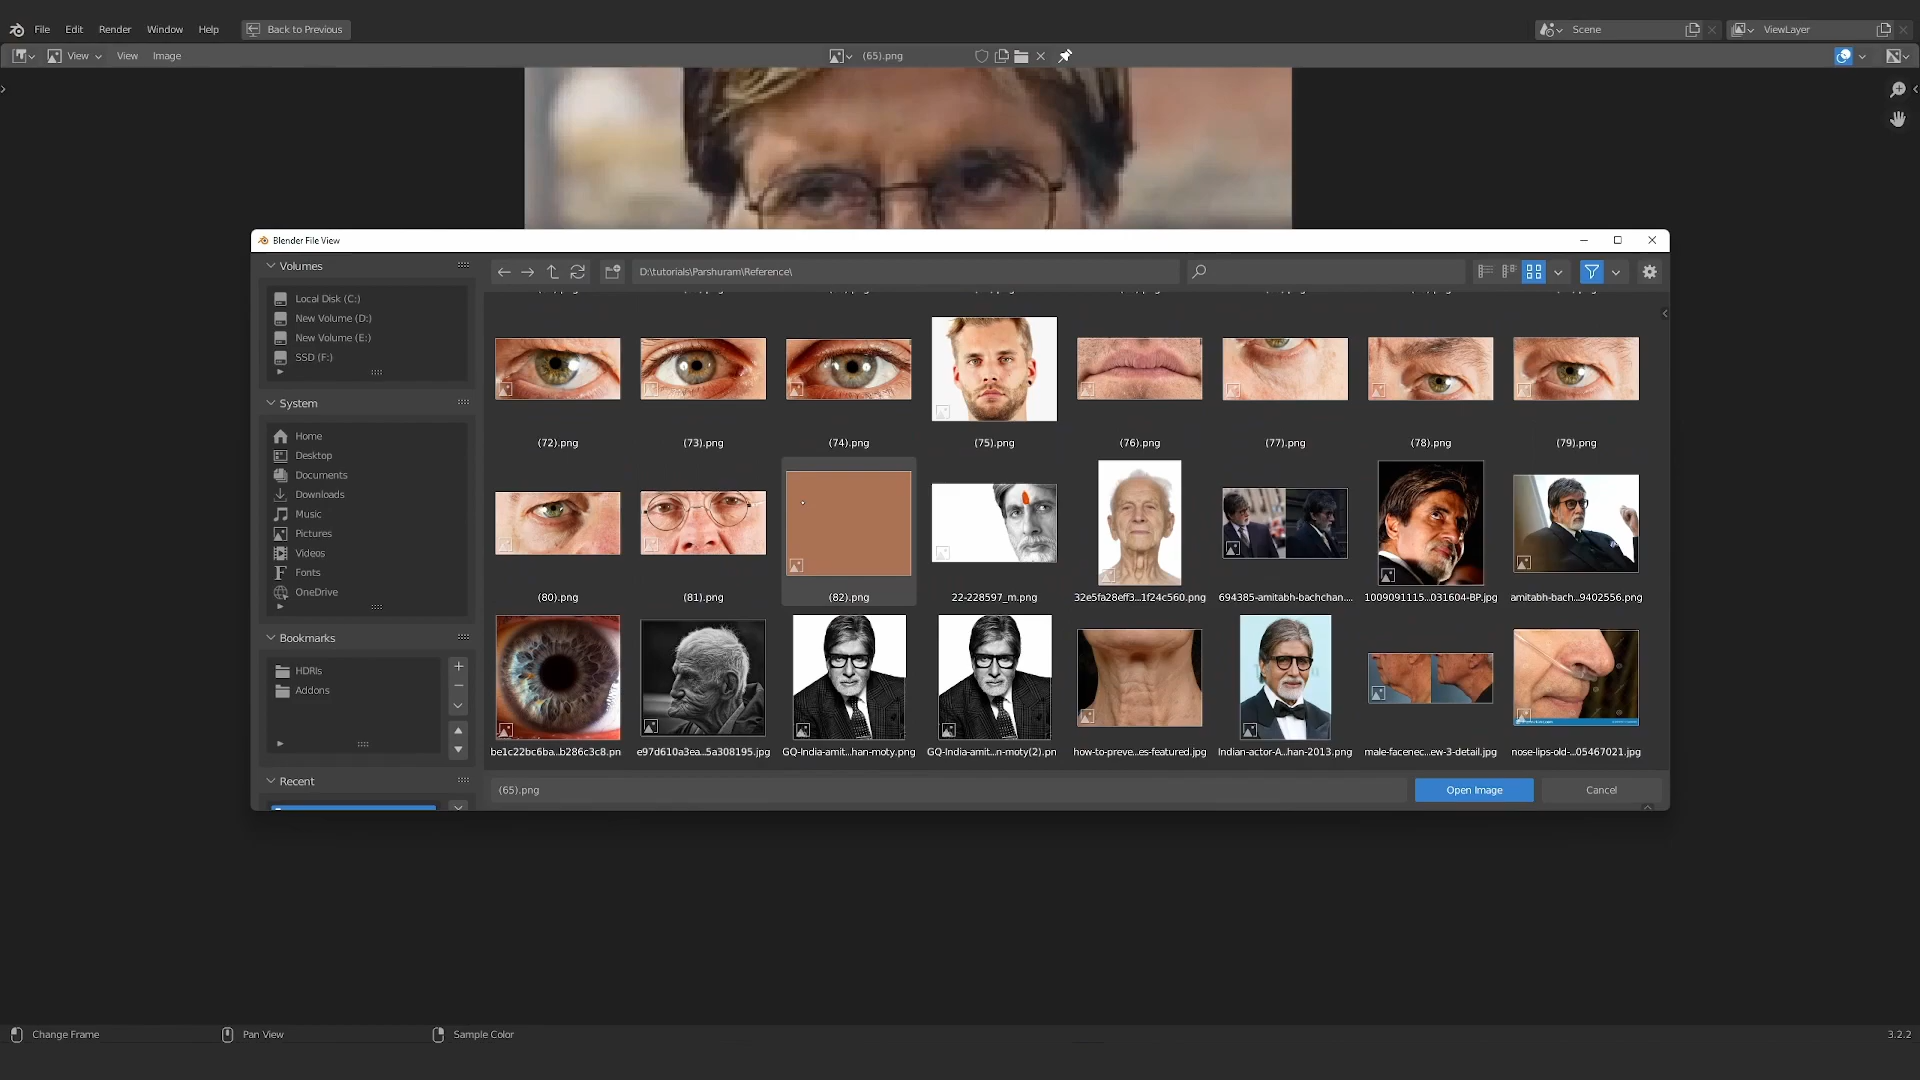 File Edit Render Window Help Back to Previous Scene ViewLayer
View View Image (65).png
Blender File View
Volumes
D:\tutorials\Parshuram\Reference\
Local Disk (C:)
New Volume (D:)
New Volume (E:)
SSD (F:)
System
Home
Desktop
Documents
Downloads
Music
Pictures
Videos
Fonts
OneDrive
Bookmarks
HDRIs
Addons
Recent
(72).png (73).png (74).png (75).png (76).png (77).png (78).png (79).png
(80).png (81).png (82).png 22-228597_m.png 32e5fa28eff3...1f24c560.png 694385-amitabh-bachchan.... 1009091115...031604-BP.jpg amitabh-bach...9402556.png
be1c22bc6ba...b286c3c8.pn e97d610a3ea...5a308195.jpg GQ-India-amit...han-moty.png GQ-India-amit...n-moty(2).pn how-to-preve...es-featured.jpg Indian-actor-A...han-2013.png male-facenec...ew-3-detail.jpg nose-lips-old-...05467021.jpg
(65).png Open Image Cancel
Change Frame Pan View Sample Color 3.2.2